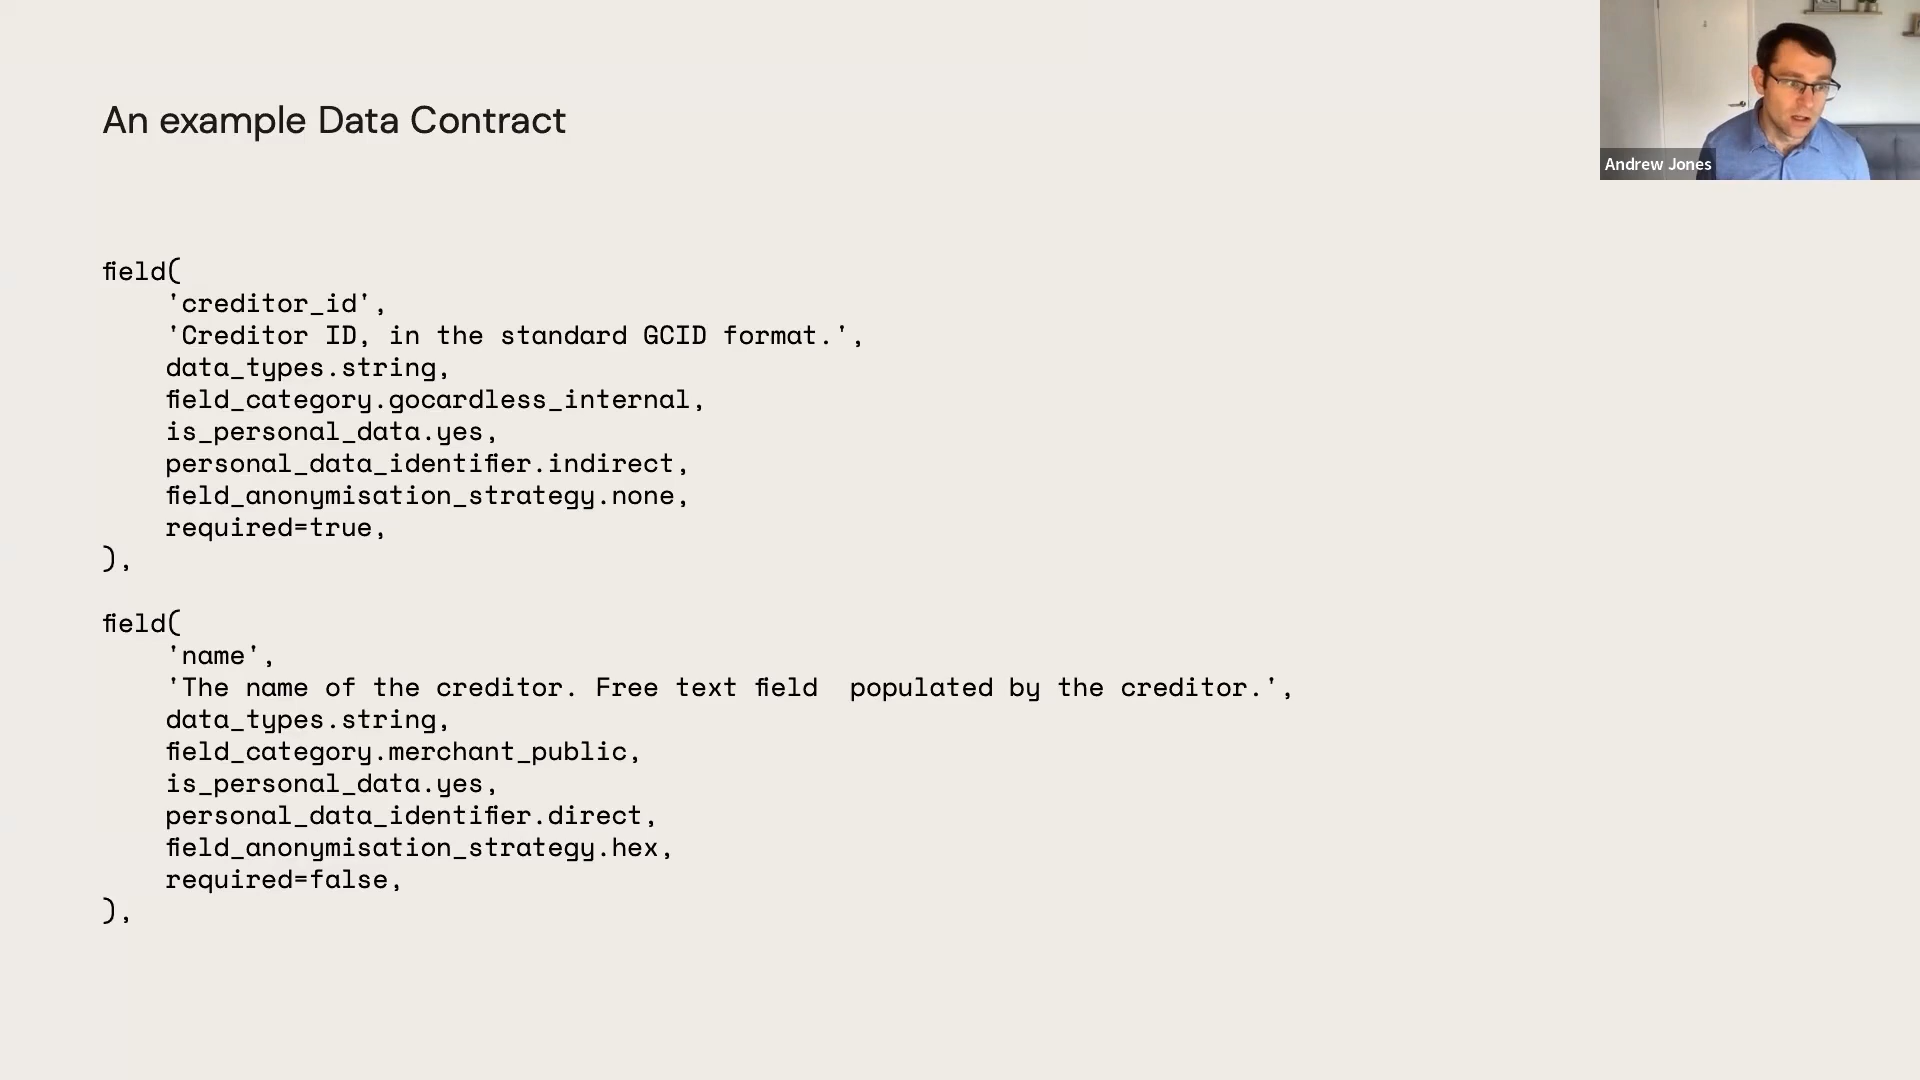 An example Data Contract
Andrew Jones
field(
'creditor_id',
'Creditor ID, in the standard GCID format.',
data_types.string,
field_category.gocardless_internal,
is_personal_data.yes,
personal_data_identifier.indirect,
field_anonymisation_strategy.none,
required=true,
),
field(
'name',
'The name of the creditor. Free text field  populated by the creditor.',
data_types.string,
field_category.merchant_public,
is_personal_data.yes,
personal_data_identifier.direct,
field_anonymisation_strategy.hex,
required=false,
),